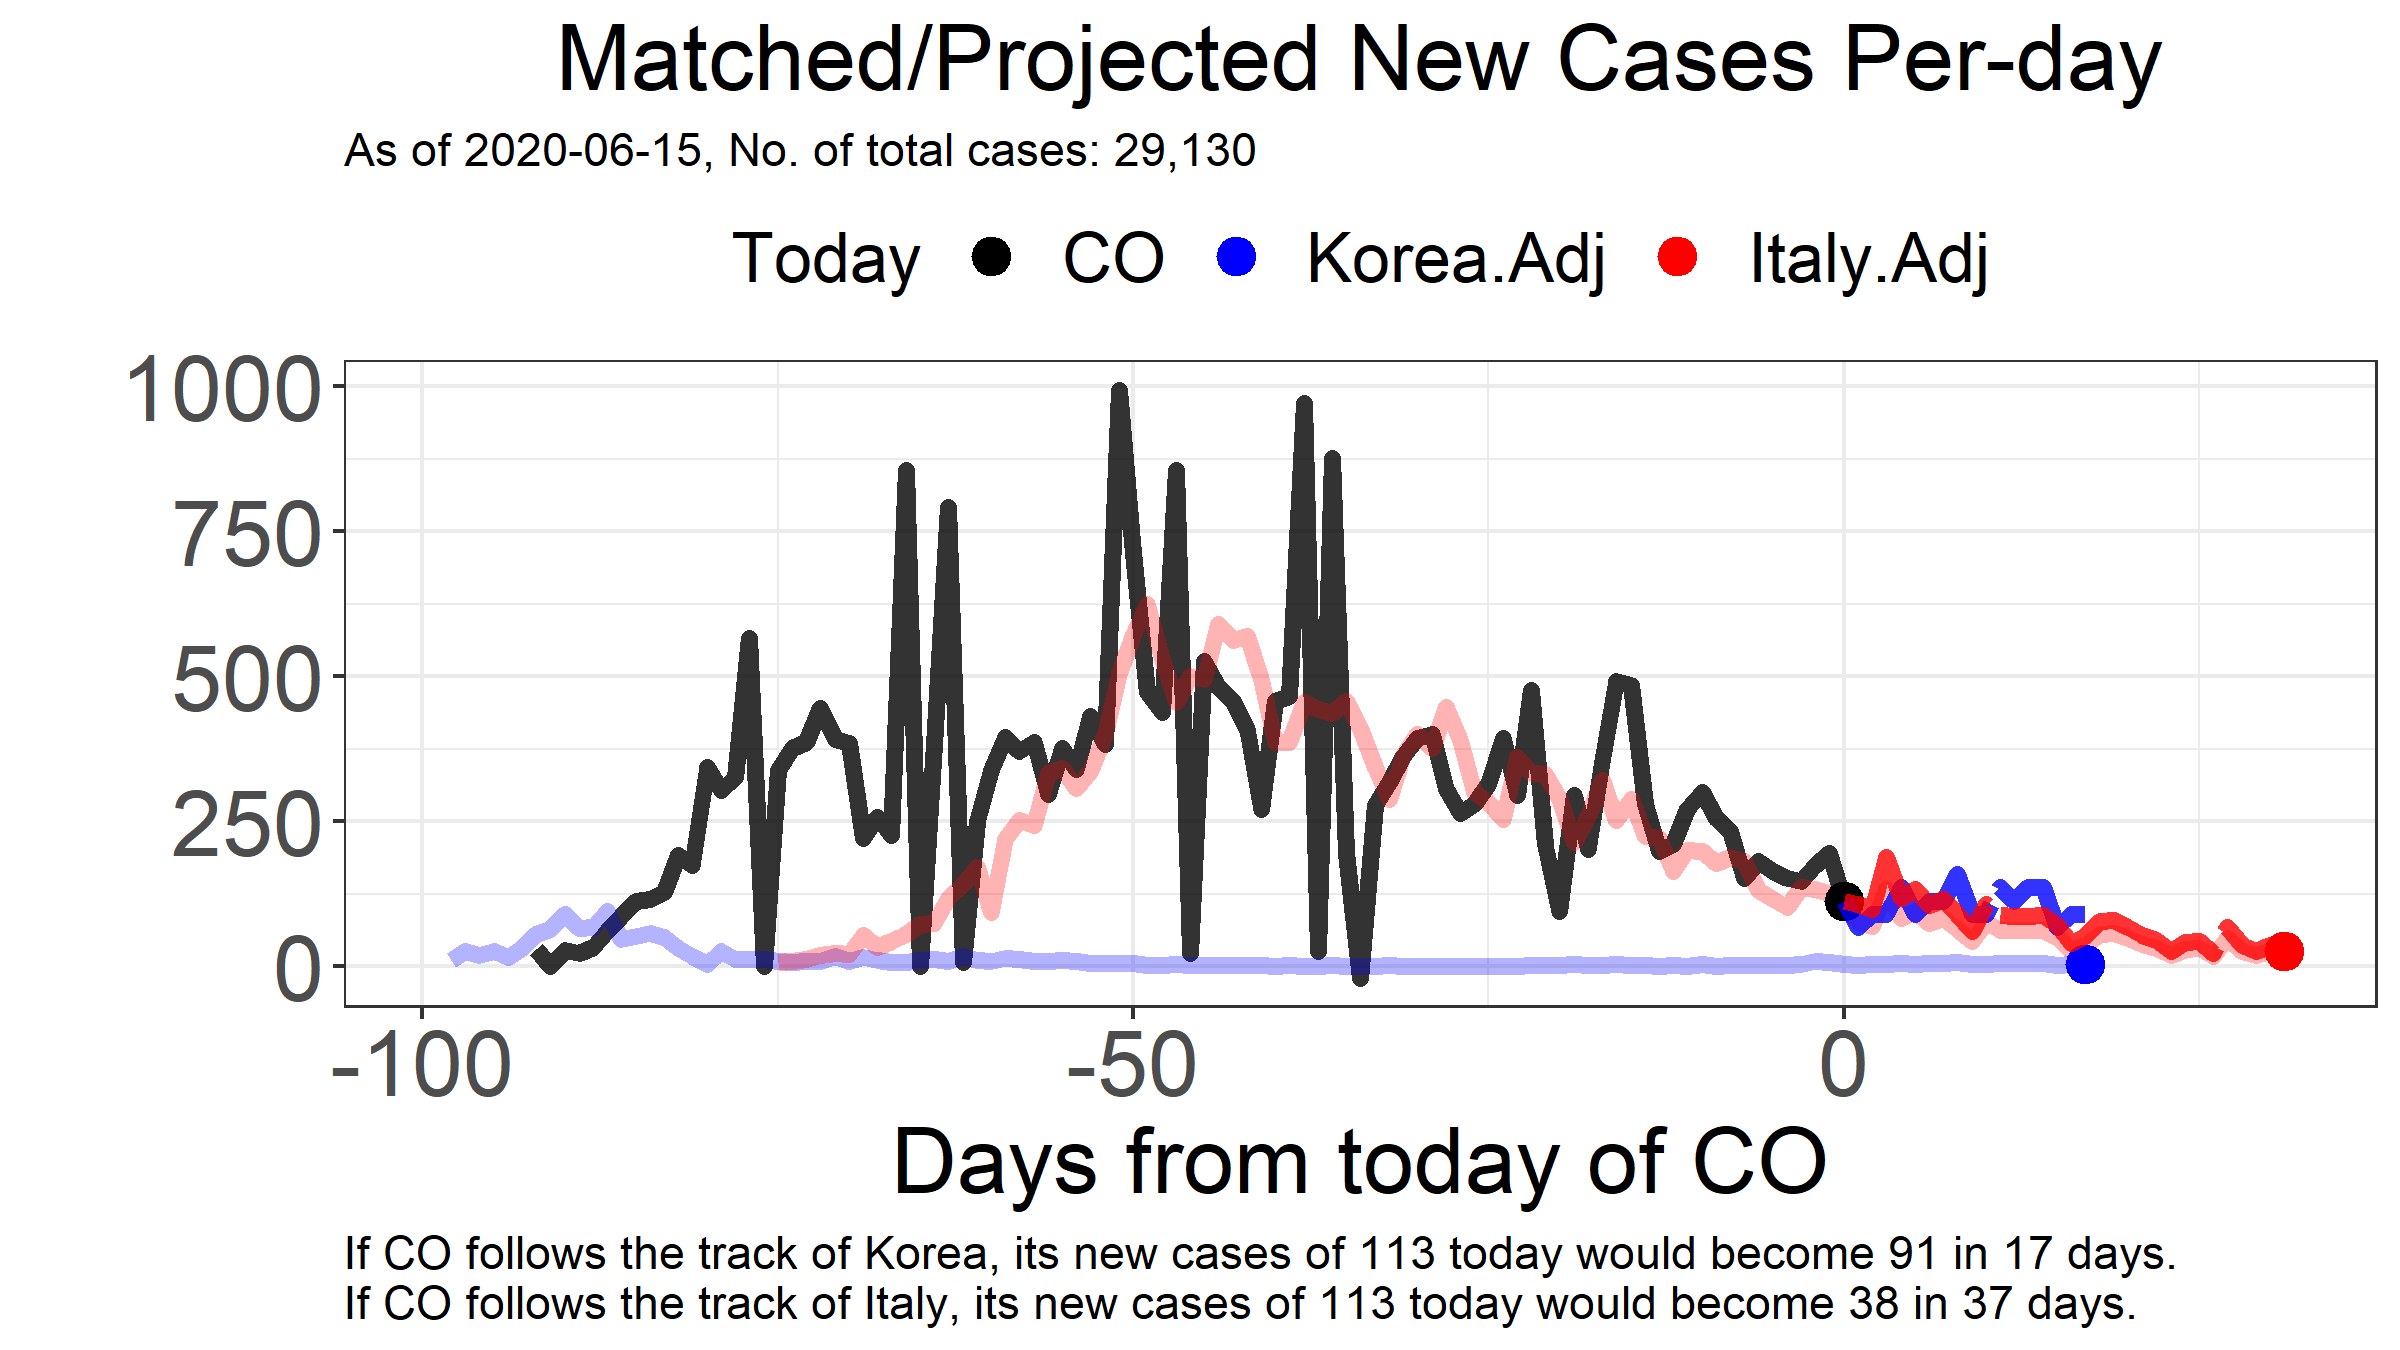 Matched/Projected New Cases Per-day
As of 2020-06-15, No. of total cases: 29,130
Today CO Korea.Adj Italy.Adj
1000
750
500
250
0
-100 -50 0
Days from today of CO
If CO follows the track of Korea, its new cases of 113 today would become 91 in 17 days.
If CO follows the track of Italy, its new cases of 113 today would become 38 in 37 days.